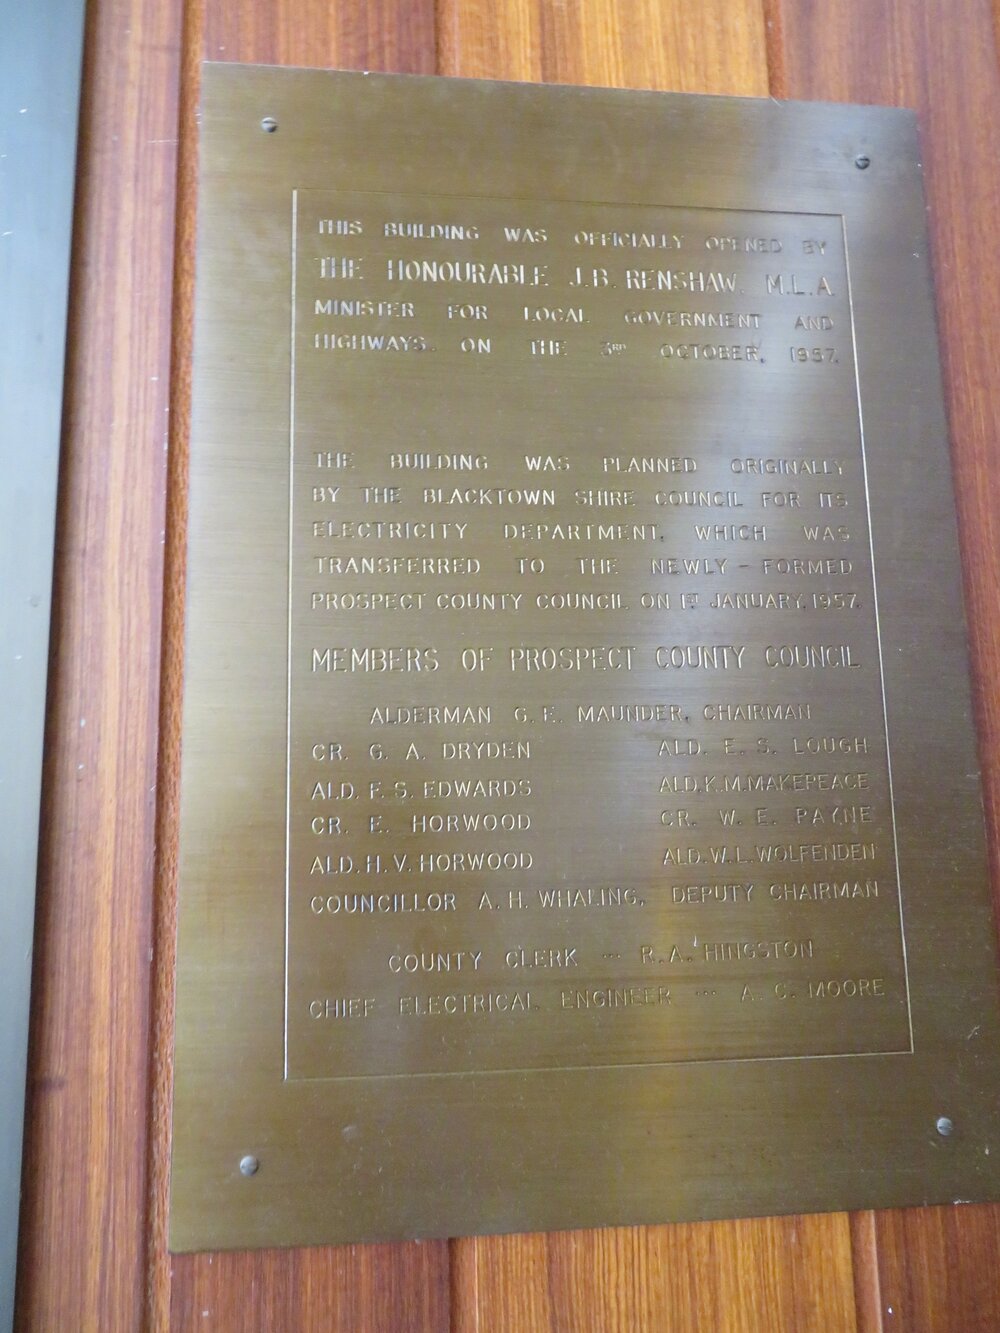 THIS BUILDING WAS OFFICIALLY OPENED BY
THE HONOURABLE J.B. RENSHAW. M.L.A.
MINISTER FOR LOCAL GOVERNMENT AND
HIGHWAYS. ON THE 3RD OCTOBER, 1957.
THE BUILDING WAS PLANNED ORIGINALLY
BY THE BLACKTOWN SHIRE COUNCIL FOR ITS
ELECTRICITY DEPARTMENT, WHICH WAS
TRANSFERRED TO THE NEWLY-FORMED
PROSPECT COUNTY COUNCIL ON 1ST JANUARY, 1957.
MEMBERS OF PROSPECT COUNTY COUNCIL
ALDERMAN G. E. MAUNDER, CHAIRMAN
CR. G. A. DRYDEN ALD. E. S. LOUGH
ALD. F. S. EDWARDS ALD. K. M. MAKEPEACE
CR. E. HORWOOD CR. W. E. PAYNE
ALD. H. V. HORWOOD ALD. W. L. WOLFENDEN
COUNCILLOR A. H. WHALING, DEPUTY CHAIRMAN
COUNTY CLERK --- R. A. HINGSTON
CHIEF ELECTRICAL ENGINEER --- A. C. MOORE